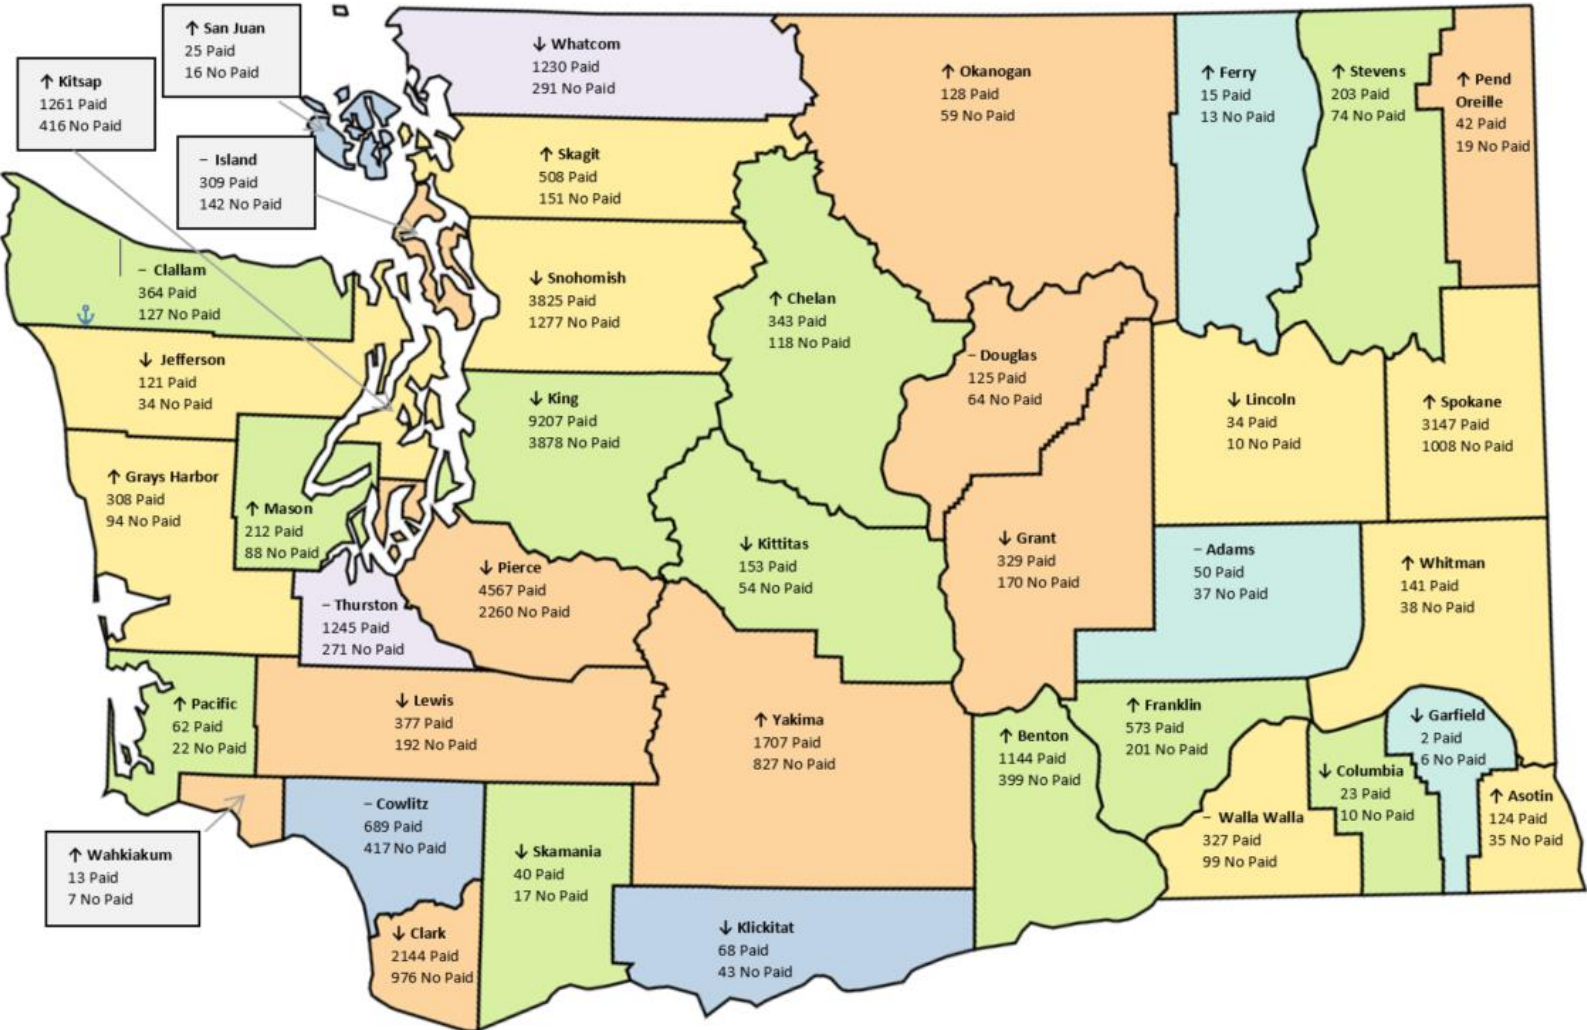 ↑ San Juan
25 Paid
16 No Paid
↑ Kitsap
1261 Paid
416 No Paid
– Island
309 Paid
142 No Paid
↓ Whatcom
1230 Paid
291 No Paid
↑ Okanogan
128 Paid
59 No Paid
↑ Ferry
15 Paid
13 No Paid
↑ Stevens
203 Paid
74 No Paid
↑ Pend
Oreille
42 Paid
19 No Paid
↑ Skagit
508 Paid
151 No Paid
– Clallam
364 Paid
127 No Paid
↓ Snohomish
3825 Paid
1277 No Paid
↑ Chelan
343 Paid
118 No Paid
↓ Jefferson
121 Paid
34 No Paid
– Douglas
125 Paid
64 No Paid
↓ King
9207 Paid
3878 No Paid
↓ Lincoln
34 Paid
10 No Paid
↑ Spokane
3147 Paid
1008 No Paid
↑ Grays Harbor
308 Paid
94 No Paid
↑ Mason
212 Paid
88 No Paid
↓ Kittitas
153 Paid
54 No Paid
↓ Grant
329 Paid
170 No Paid
– Adams
50 Paid
37 No Paid
↑ Whitman
141 Paid
38 No Paid
↓ Pierce
4567 Paid
2260 No Paid
– Thurston
1245 Paid
271 No Paid
↑ Pacific
62 Paid
22 No Paid
↓ Lewis
377 Paid
192 No Paid
↑ Yakima
1707 Paid
827 No Paid
↑ Benton
1144 Paid
399 No Paid
↑ Franklin
573 Paid
201 No Paid
↓ Garfield
2 Paid
6 No Paid
↓ Columbia
23 Paid
10 No Paid
↑ Asotin
124 Paid
35 No Paid
– Walla Walla
327 Paid
99 No Paid
– Cowlitz
689 Paid
417 No Paid
↑ Wahkiakum
13 Paid
7 No Paid
↓ Skamania
40 Paid
17 No Paid
↓ Clark
2144 Paid
976 No Paid
↓ Klickitat
68 Paid
43 No Paid